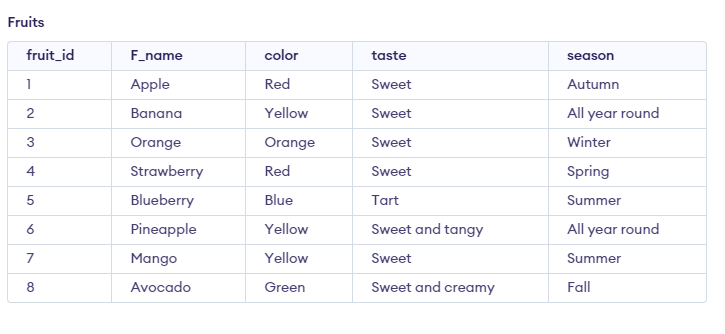 Fruits
fruit_id F_name color taste season
1 Apple Red Sweet Autumn
2 Banana Yellow Sweet All year round
3 Orange Orange Sweet Winter
4 Strawberry Red Sweet Spring
5 Blueberry Blue Tart Summer
6 Pineapple Yellow Sweet and tangy All year round
7 Mango Yellow Sweet Summer
8 Avocado Green Sweet and creamy Fall